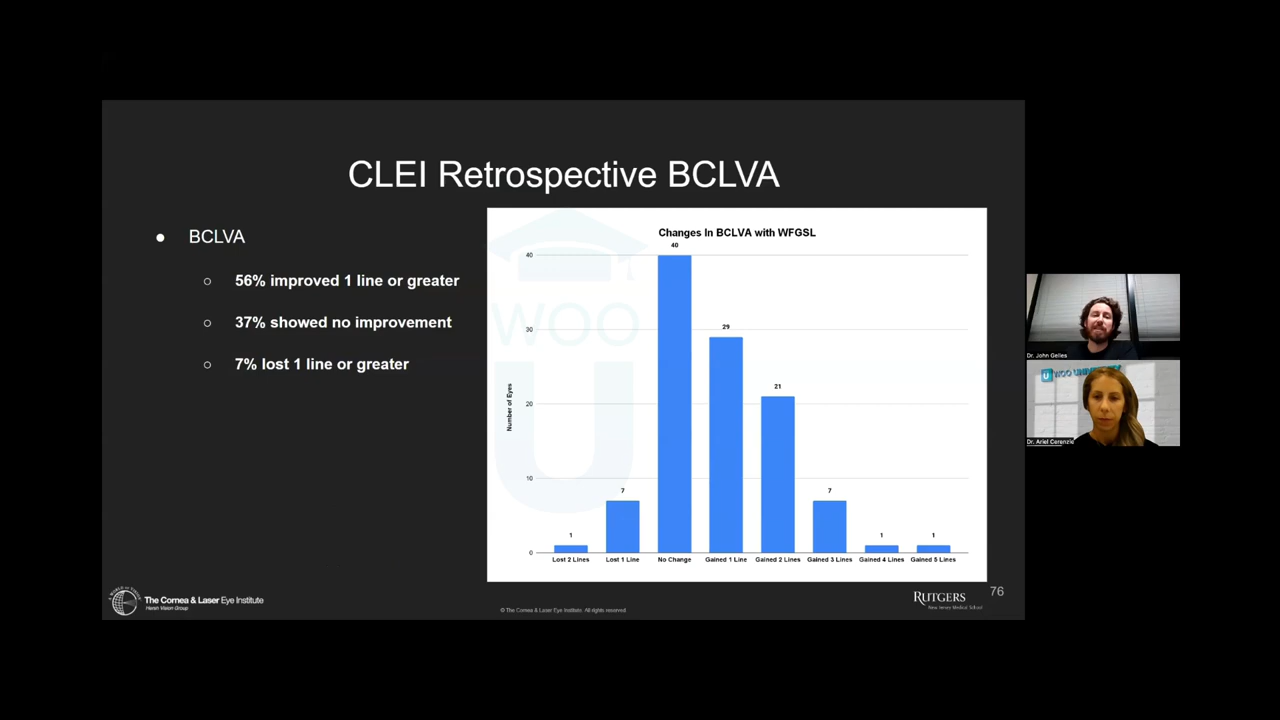 CLEI Retrospective BCLVA
BCLVA
56% improved 1 line or greater
37% showed no improvement
7% lost 1 line or greater
WOO
U
Changes In BCLVA with WFGSL
Number of Eyes
40
30
20
10
0
1
7
40
29
21
7
1
1
Lost 2 Lines
Lost 1 Line
No Change
Gained 1 Line
Gained 2 Lines
Gained 3 Lines
Gained 4 Lines
Gained 5 Lines
The Cornea & Laser Eye Institute
Hersh Vision Group
© The Cornea & Laser Eye Institute. All rights reserved
RUTGERS
New Jersey Medical School
76
Dr. John Gelles
U WOO UNIVERSITY
Dr. Ariel Cerenzie